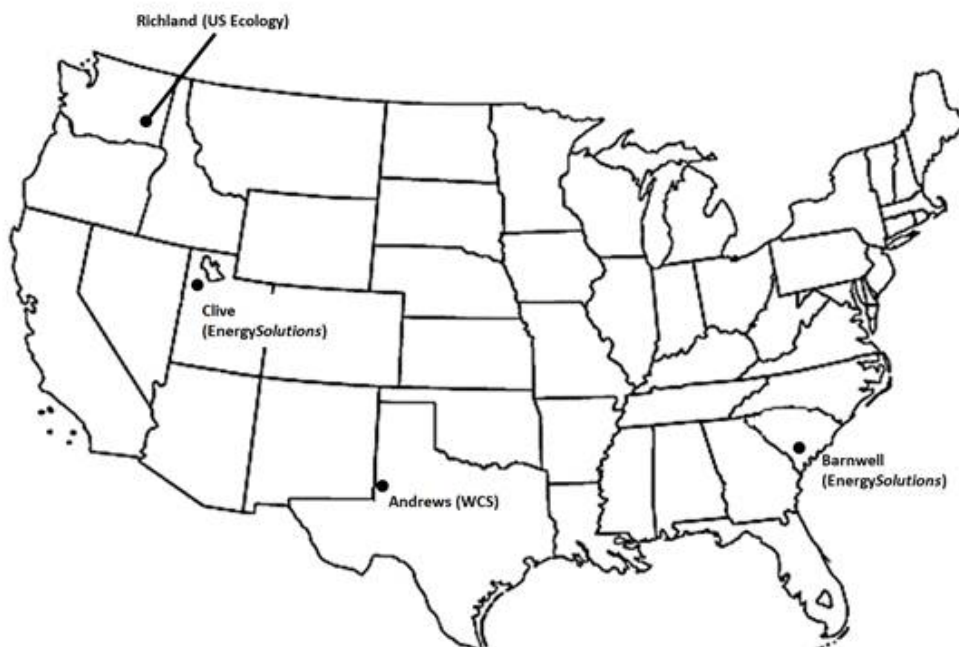 Richland (US Ecology)
Clive
(EnergySolutions)
Andrews (WCS)
Barnwell
(EnergySolutions)